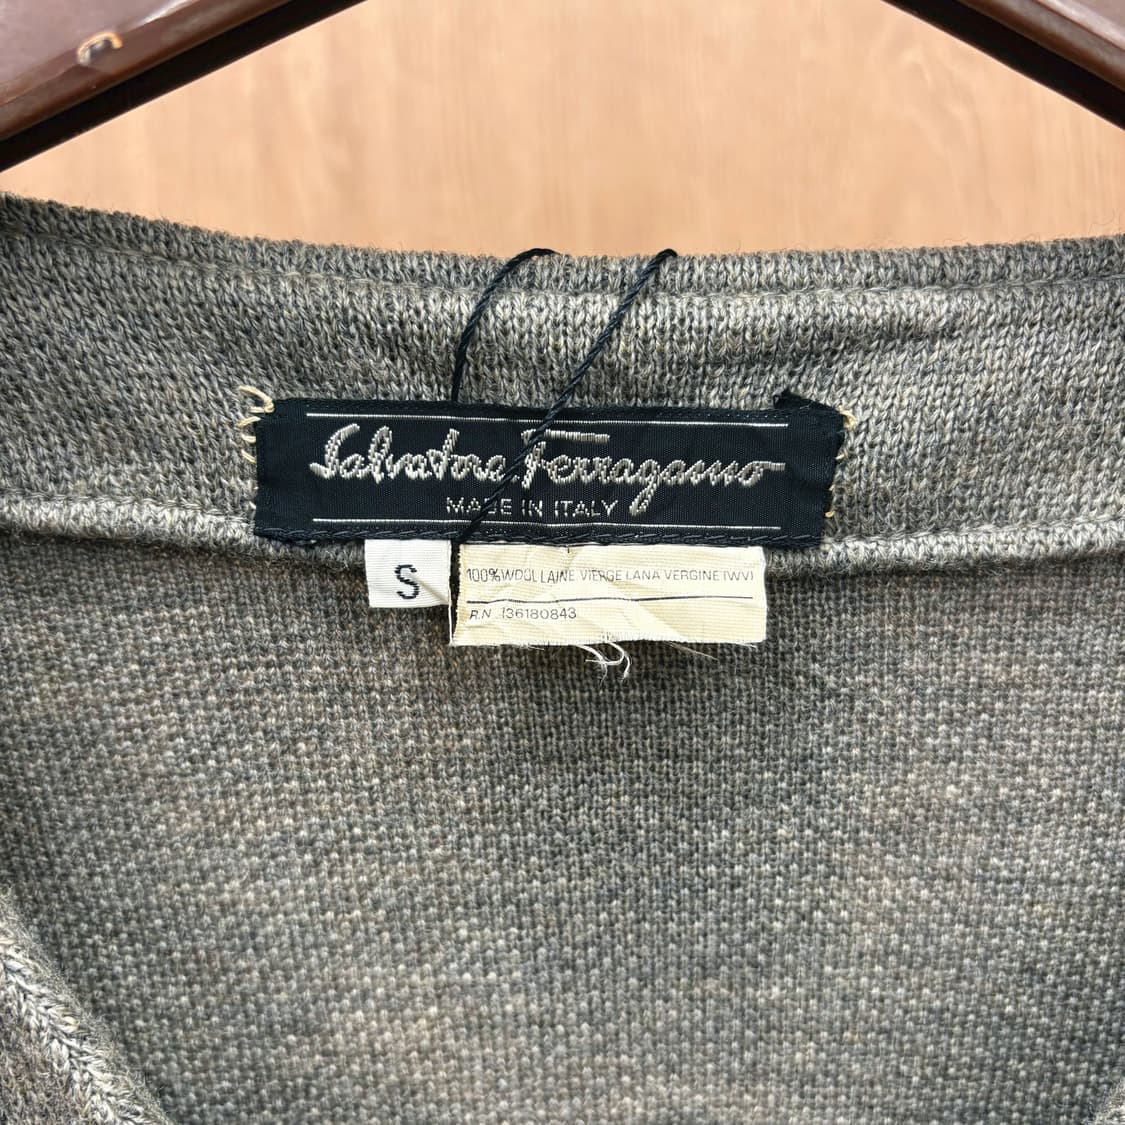 Salvatore Ferragamo
MADE IN ITALY
S
100% WOOL LAINE VIERGE LANA VERGINE (WV)
R.N. 136180843